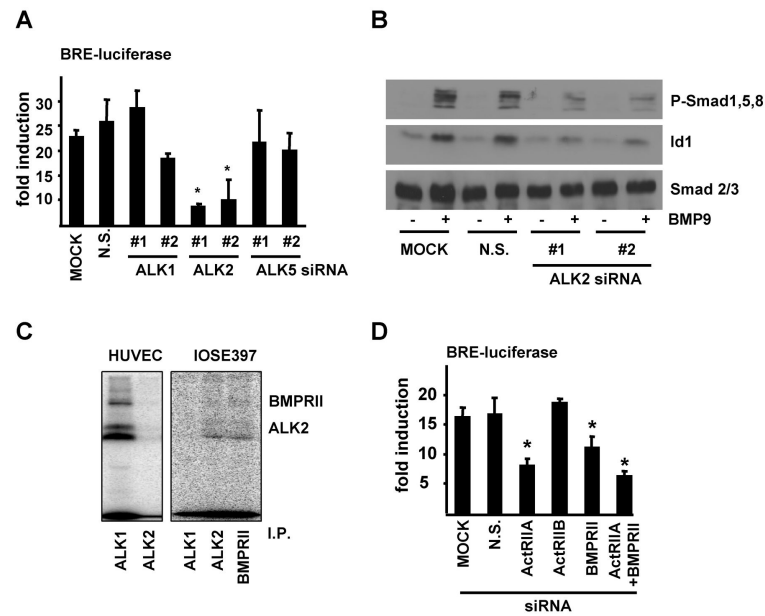 A
BRE-luciferase
fold induction
30
25
20
15
10
*
*
MOCK
N.S.
#1 #2 #1 #2 #1 #2
ALK1 ALK2 ALK5 siRNA
B
P-Smad1,5,8
Id1
Smad 2/3
- + - + - + - + BMP9
MOCK N.S. #1 #2
ALK2 siRNA
C
HUVEC IOSE397
BMPRII
ALK2
I.P.
ALK1
ALK2
ALK1
ALK2
BMPRII
D
BRE-luciferase
fold induction
20
15
10
5
*
*
*
MOCK
N.S.
ActRIIA
ActRIIB
BMPRII
ActRIIA
+BMPRII
siRNA